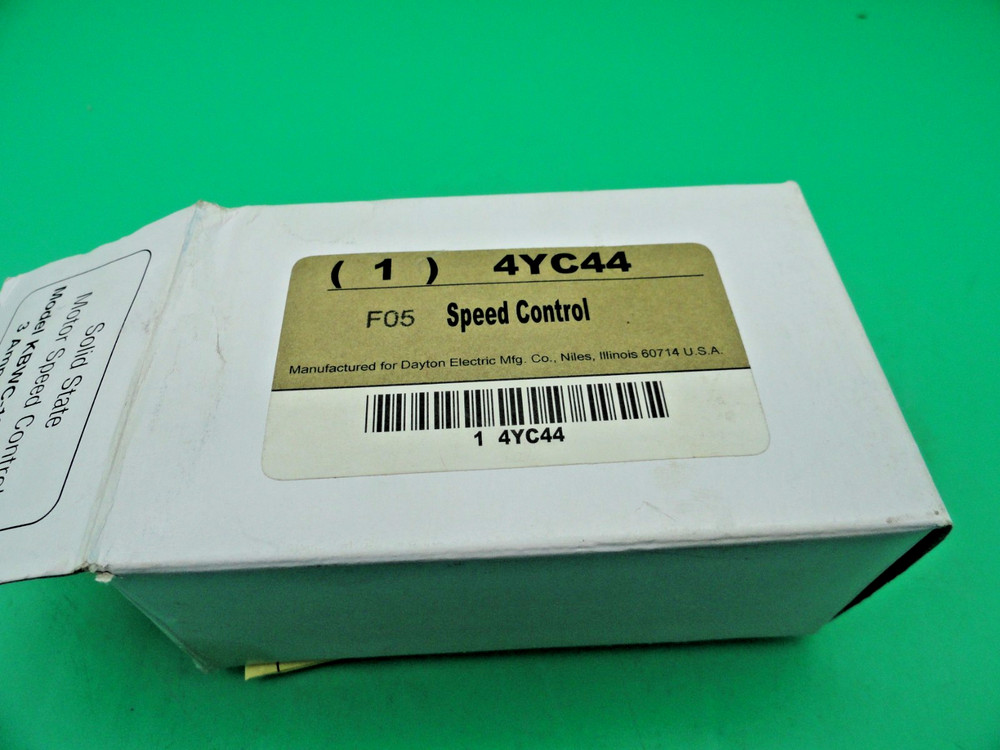 ( 1 ) 4YC44
F05 Speed Control
Manufactured for Dayton Electric Mfg. Co., Niles, Illinois 60714 U.S.A.
1 4YC44
Solid State
Motor Speed Control
Model
3